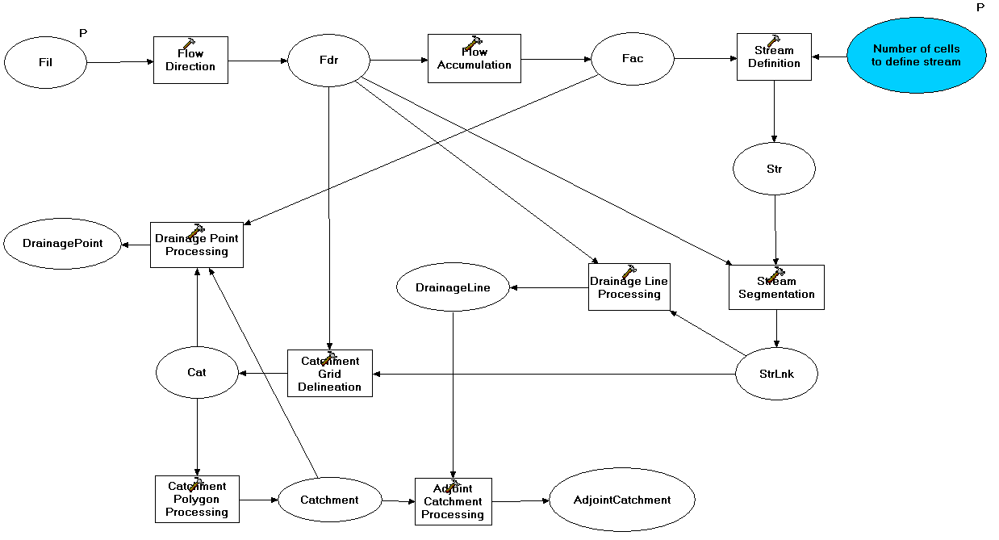 P
P
Fil
Flow
Direction
Fdr
Flow
Accumulation
Fac
Stream
Definition
Number of cells
to define stream
Str
DrainagePoint
Drainage Point
Processing
DrainageLine
Drainage Line
Processing
Stream
Segmentation
Cat
Catchment
Grid
Delineation
StrLnk
Catchment
Polygon
Processing
Catchment
Adjoint
Catchment
Processing
AdjointCatchment